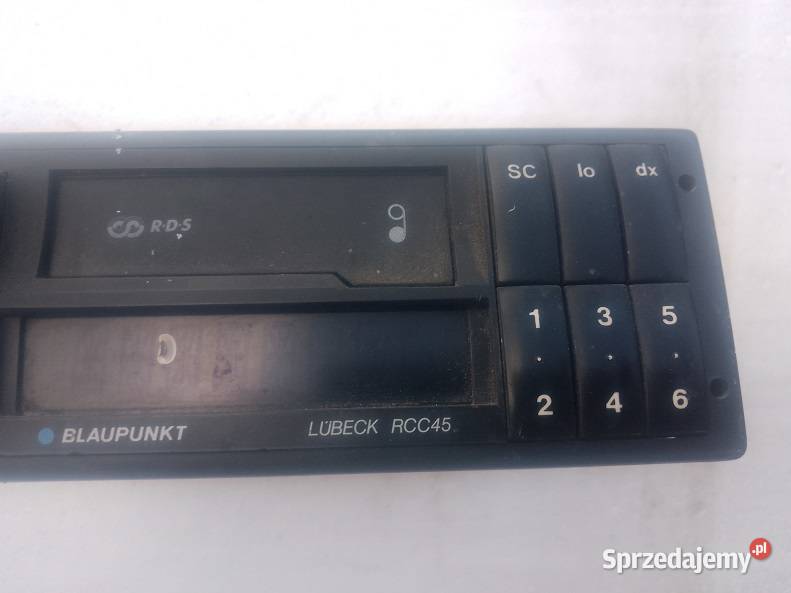 SC lo dx
R·D·S
1 3 5
2 4 6
BLAUPUNKT LÜBECK RCC45
Sprzedajemy.pl